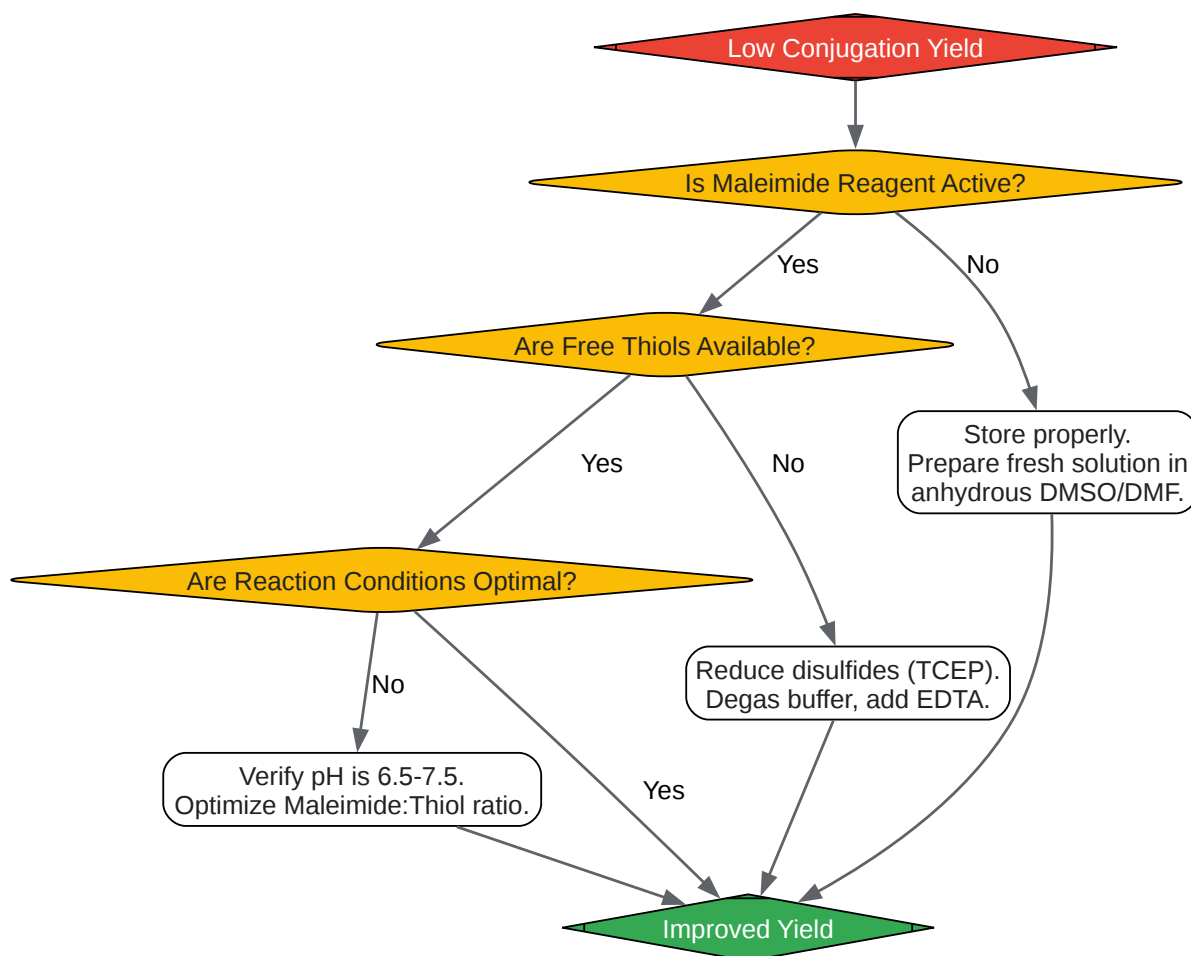 Low Conjugation Yield
Is Maleimide Reagent Active?
Yes
No
Are Free Thiols Available?
Store properly.
Prepare fresh solution in
anhydrous DMSO/DMF.
Yes
No
Are Reaction Conditions Optimal?
Reduce disulfides (TCEP).
Degas buffer, add EDTA.
No
Verify pH is 6.5-7.5.
Optimize Maleimide:Thiol ratio.
Yes
Improved Yield